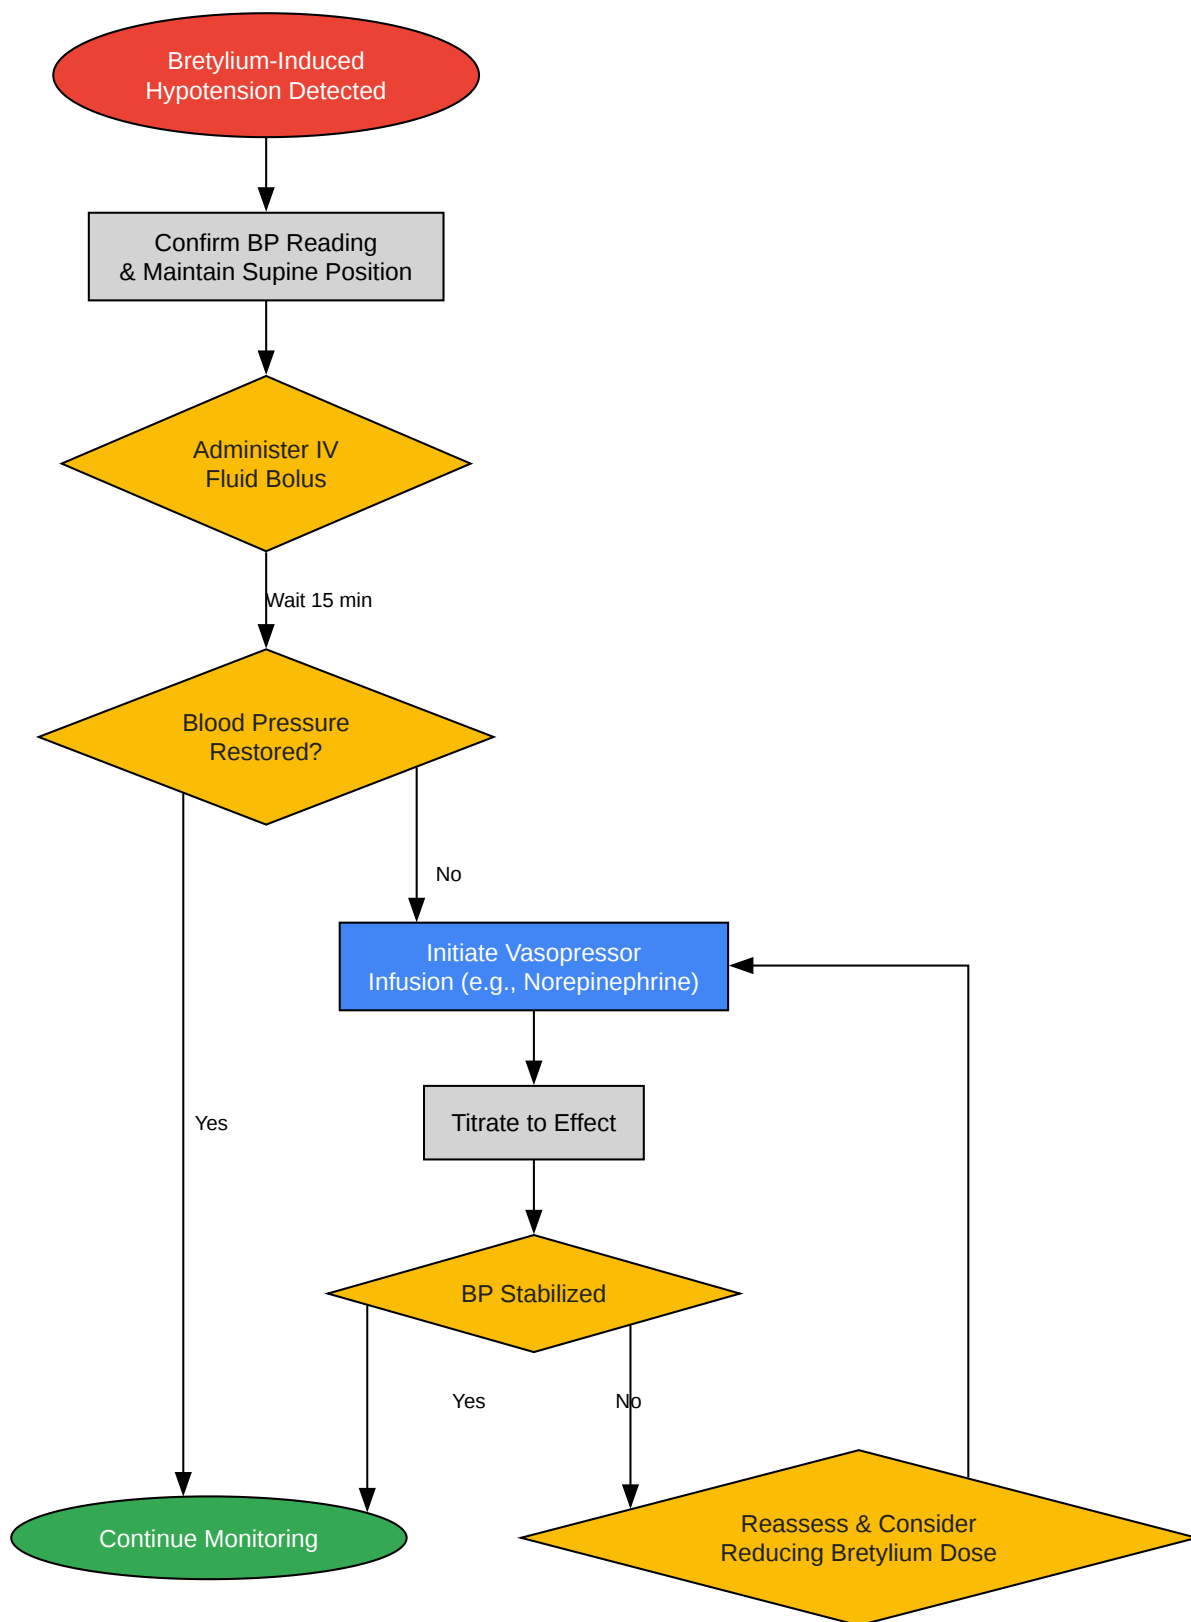 Bretylium-Induced
Hypotension Detected
Confirm BP Reading
& Maintain Supine Position
Administer IV
Fluid Bolus
Wait 15 min
Blood Pressure
Restored?
No
Initiate Vasopressor
Infusion (e.g., Norepinephrine)
Titrate to Effect
Yes
BP Stabilized
Yes
No
Continue Monitoring
Reassess & Consider
Reducing Bretylium Dose